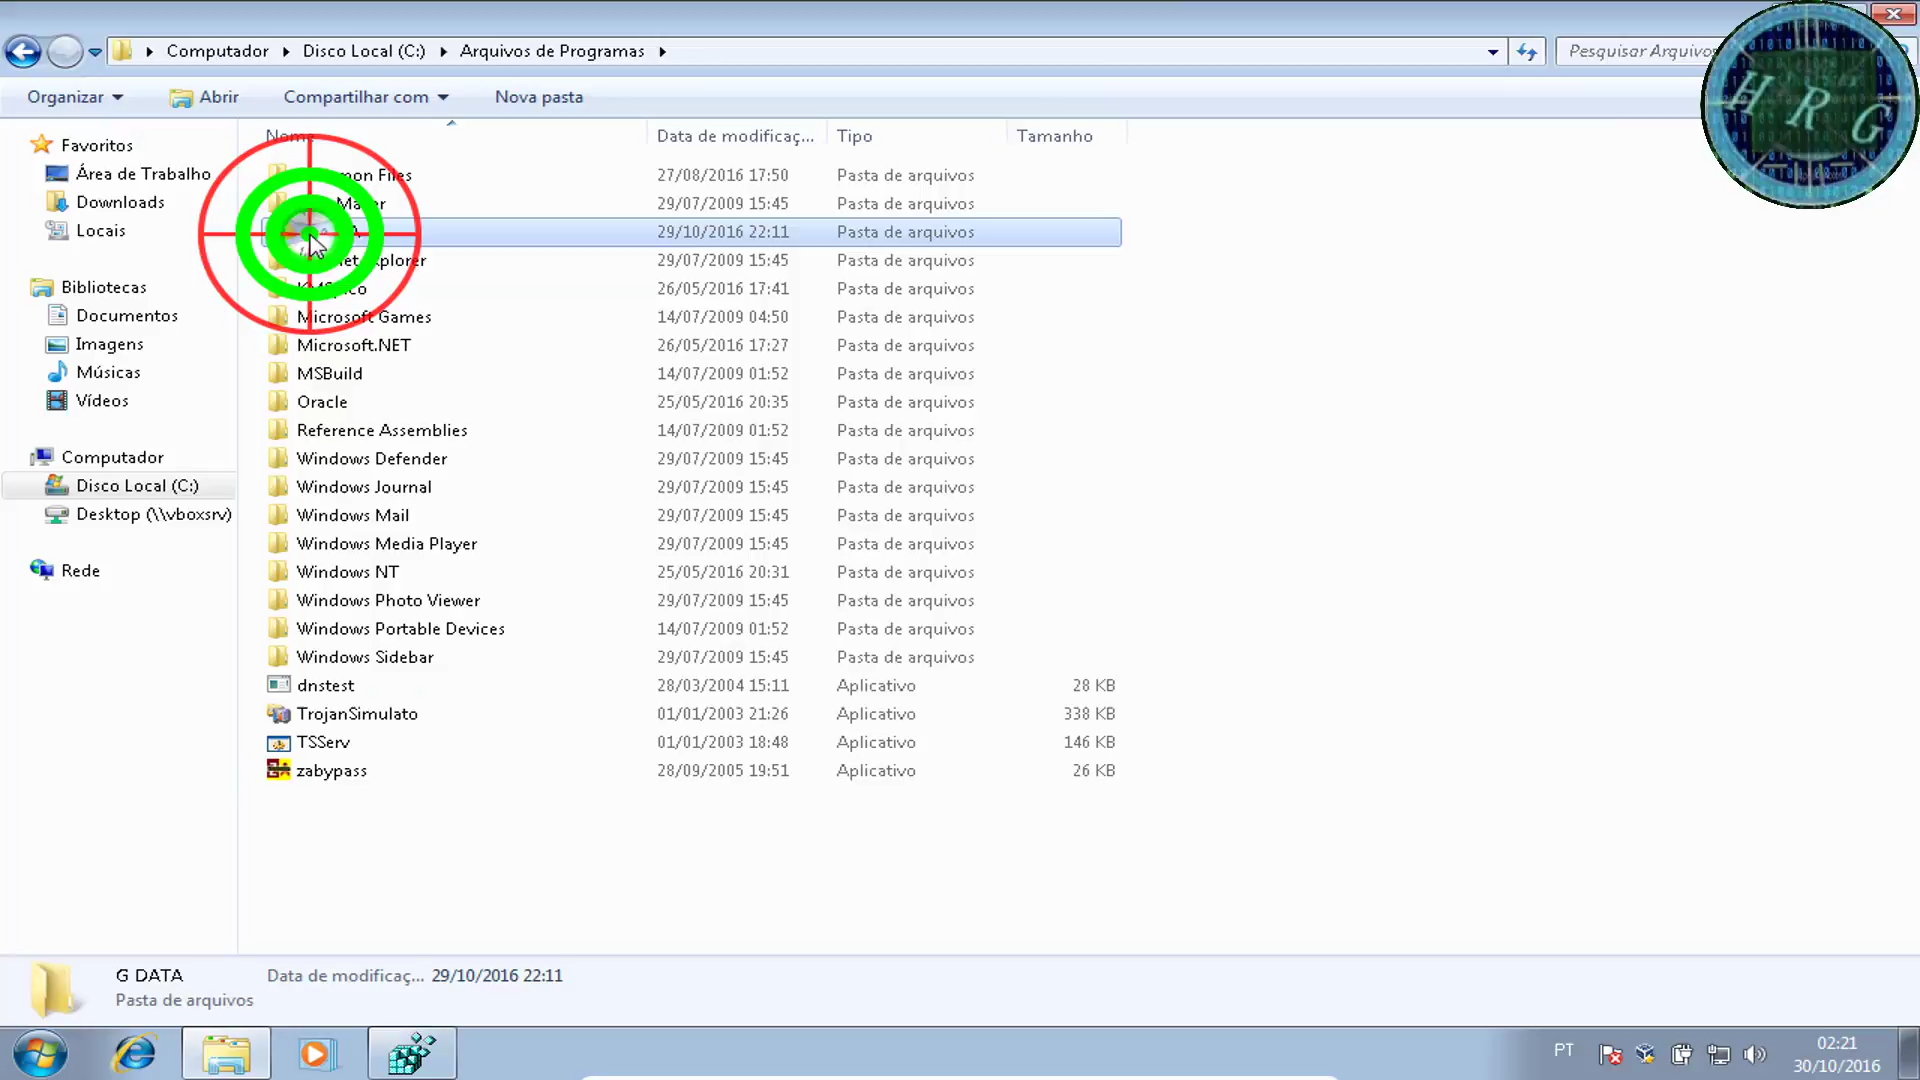 Computador Disco Local (C:) Arquivos de Programas
Pesquisar Arquivos
Organizar Abrir Compartilhar com Nova pasta
H R G
Favoritos
Área de Trabalho
Downloads
Locais
Bibliotecas
Documentos
Imagens
Músicas
Vídeos
Computador
Disco Local (C:)
Desktop (\\vboxsrv)
Rede
Nome Data de modificaç... Tipo Tamanho
Files 27/08/2016 17:50 Pasta de arquivos
29/07/2009 15:45 Pasta de arquivos
29/10/2016 22:11 Pasta de arquivos
29/07/2009 15:45 Pasta de arquivos
26/05/2016 17:41 Pasta de arquivos
Microsoft Games 14/07/2009 04:50 Pasta de arquivos
Microsoft.NET 26/05/2016 17:27 Pasta de arquivos
MSBuild 14/07/2009 01:52 Pasta de arquivos
Oracle 25/05/2016 20:35 Pasta de arquivos
Reference Assemblies 14/07/2009 01:52 Pasta de arquivos
Windows Defender 29/07/2009 15:45 Pasta de arquivos
Windows Journal 29/07/2009 15:45 Pasta de arquivos
Windows Mail 29/07/2009 15:45 Pasta de arquivos
Windows Media Player 29/07/2009 15:45 Pasta de arquivos
Windows NT 25/05/2016 20:31 Pasta de arquivos
Windows Photo Viewer 29/07/2009 15:45 Pasta de arquivos
Windows Portable Devices 14/07/2009 01:52 Pasta de arquivos
Windows Sidebar 29/07/2009 15:45 Pasta de arquivos
dnstest 28/03/2004 15:11 Aplicativo 28 KB
TrojanSimulato 01/01/2003 21:26 Aplicativo 338 KB
TSServ 01/01/2003 18:48 Aplicativo 146 KB
zabypass 28/09/2005 19:51 Aplicativo 26 KB
G DATA Data de modificaç... 29/10/2016 22:11
Pasta de arquivos
PT
02:21
30/10/2016